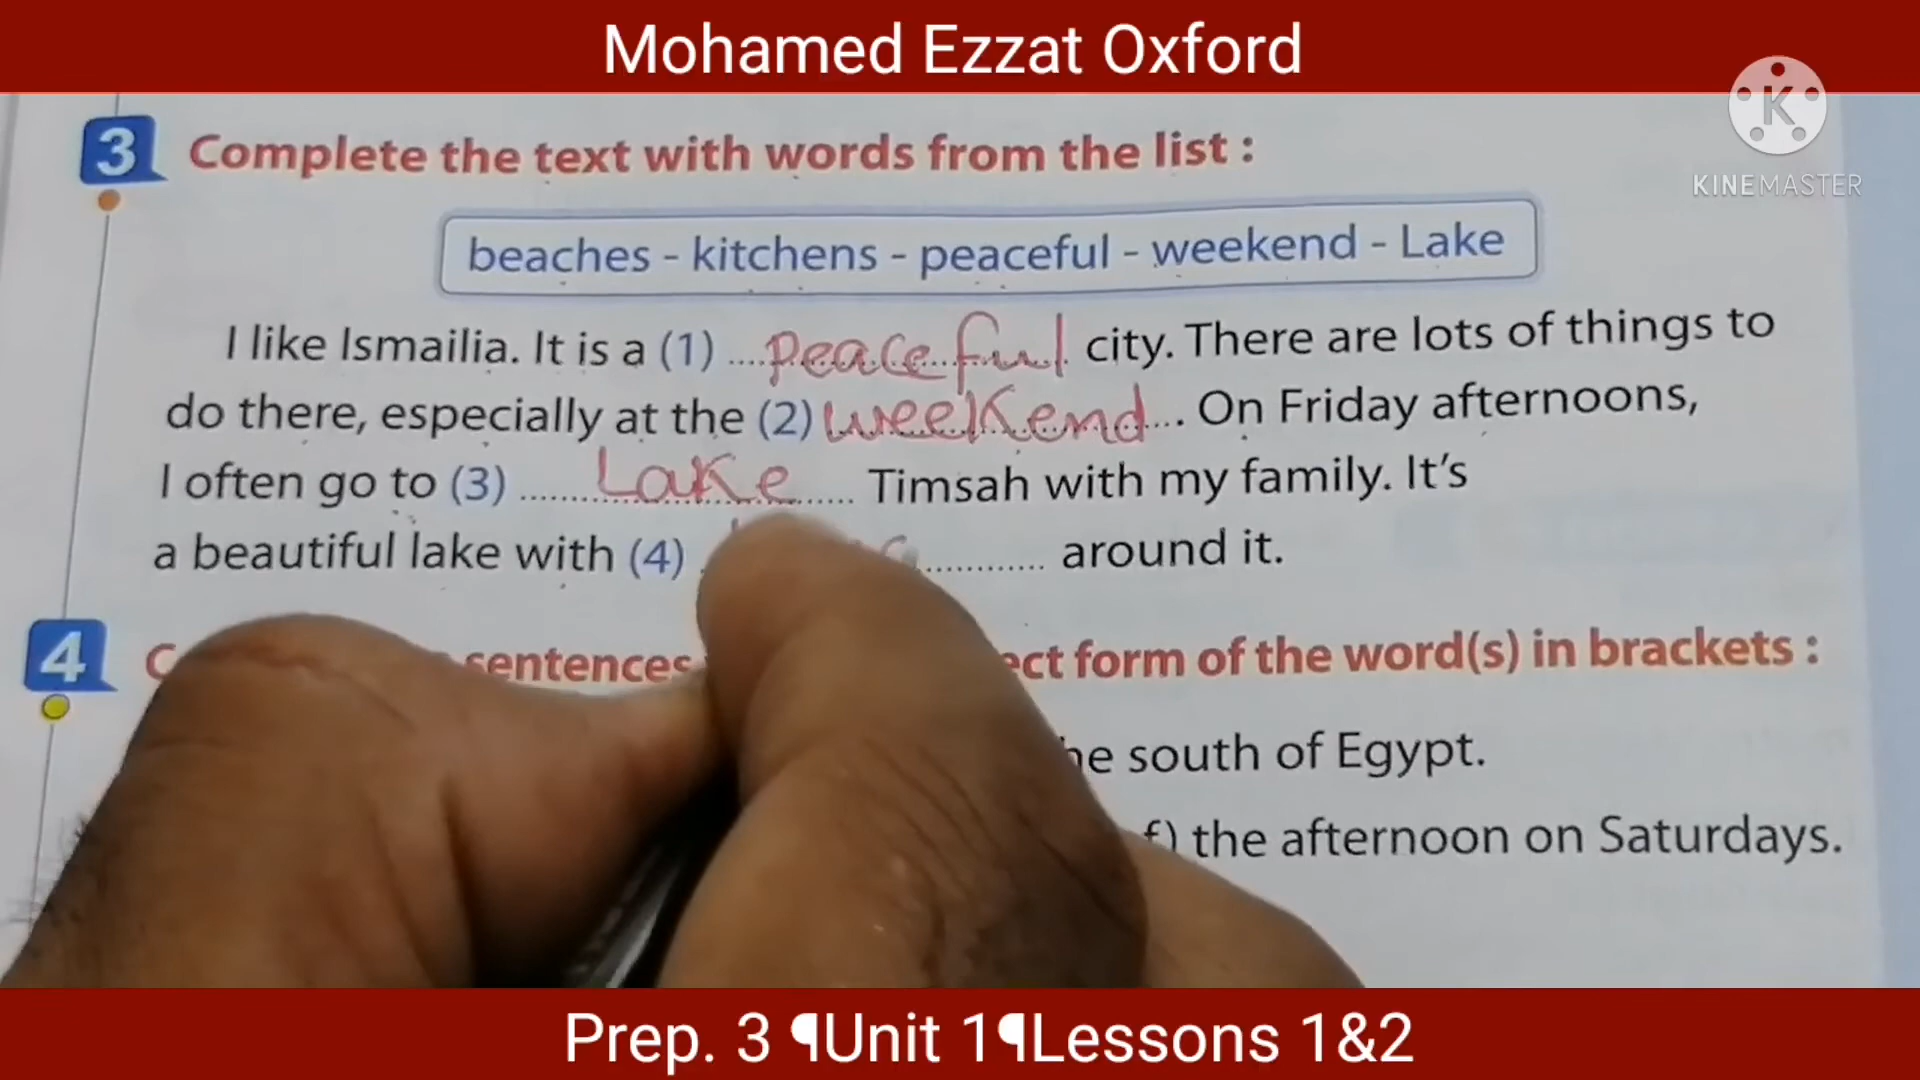 Mohamed Ezzat Oxford
KINEMASTER
3 Complete the text with words from the list :
beaches - kitchens - peaceful - weekend - Lake
I like Ismailia. It is a (1) peaceful city. There are lots of things to
do there, especially at the (2) weekend. On Friday afternoons,
I often go to (3) Lake Timsah with my family. It's
a beautiful lake with (4) around it.
4 sentences form of the word(s) in brackets :
south of Egypt.
the afternoon on Saturdays.
Prep. 3 ¶Unit 1¶Lessons 1&2